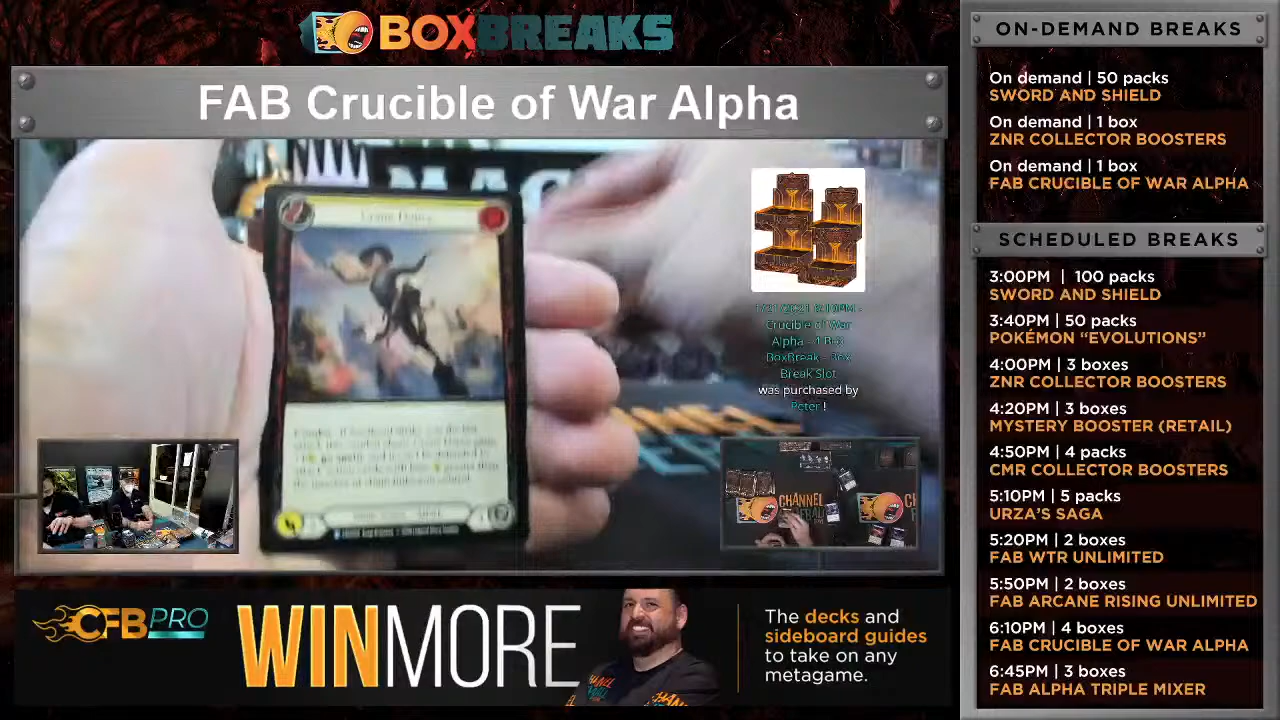 BOXBREAKS
FAB Crucible of War Alpha
MAG
Crucible of War
Break Slot
was purchased by
Peter !
CHANNEL
CFB PRO
WINMORE
The decks and
sideboard guides
to take on any
metagame.
ON-DEMAND BREAKS
On demand | 50 packs
SWORD AND SHIELD
On demand | 1 box
ZNR COLLECTOR BOOSTERS
On demand | 1 box
FAB CRUCIBLE OF WAR ALPHA
SCHEDULED BREAKS
3:00PM | 100 packs
SWORD AND SHIELD
3:40PM | 50 packs
POKÉMON “EVOLUTIONS”
4:00PM | 3 boxes
ZNR COLLECTOR BOOSTERS
4:20PM | 3 boxes
MYSTERY BOOSTER (RETAIL)
4:50PM | 4 packs
CMR COLLECTOR BOOSTERS
5:10PM | 5 packs
URZA’S SAGA
5:20PM | 2 boxes
FAB WTR UNLIMITED
5:50PM | 2 boxes
FAB ARCANE RISING UNLIMITED
6:10PM | 4 boxes
FAB CRUCIBLE OF WAR ALPHA
6:45PM | 3 boxes
FAB ALPHA TRIPLE MIXER